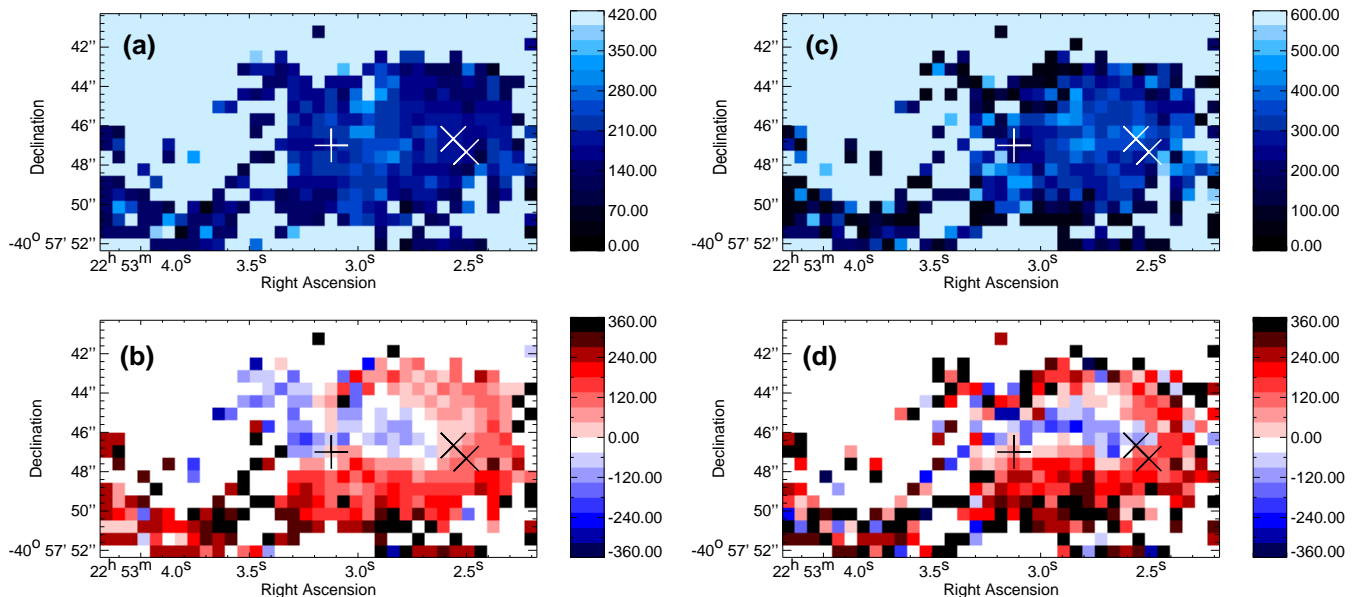 (a)
42’’
44’’
46’’
48’’
50’’
-40° 57’ 52’’
Declination
22h 53m 4.0s
3.5s
3.0s
2.5s
Right Ascension
420.00
350.00
280.00
210.00
140.00
70.00
0.00
(c)
42’’
44’’
46’’
48’’
50’’
-40° 57’ 52’’
Declination
22h 53m 4.0s
3.5s
3.0s
2.5s
Right Ascension
600.00
500.00
400.00
300.00
200.00
100.00
0.00
(b)
42’’
44’’
46’’
48’’
50’’
-40° 57’ 52’’
Declination
22h 53m 4.0s
3.5s
3.0s
2.5s
Right Ascension
360.00
240.00
120.00
0.00
-120.00
-240.00
-360.00
(d)
42’’
44’’
46’’
48’’
50’’
-40° 57’ 52’’
Declination
22h 53m 4.0s
3.5s
3.0s
2.5s
Right Ascension
360.00
240.00
120.00
0.00
-120.00
-240.00
-360.00